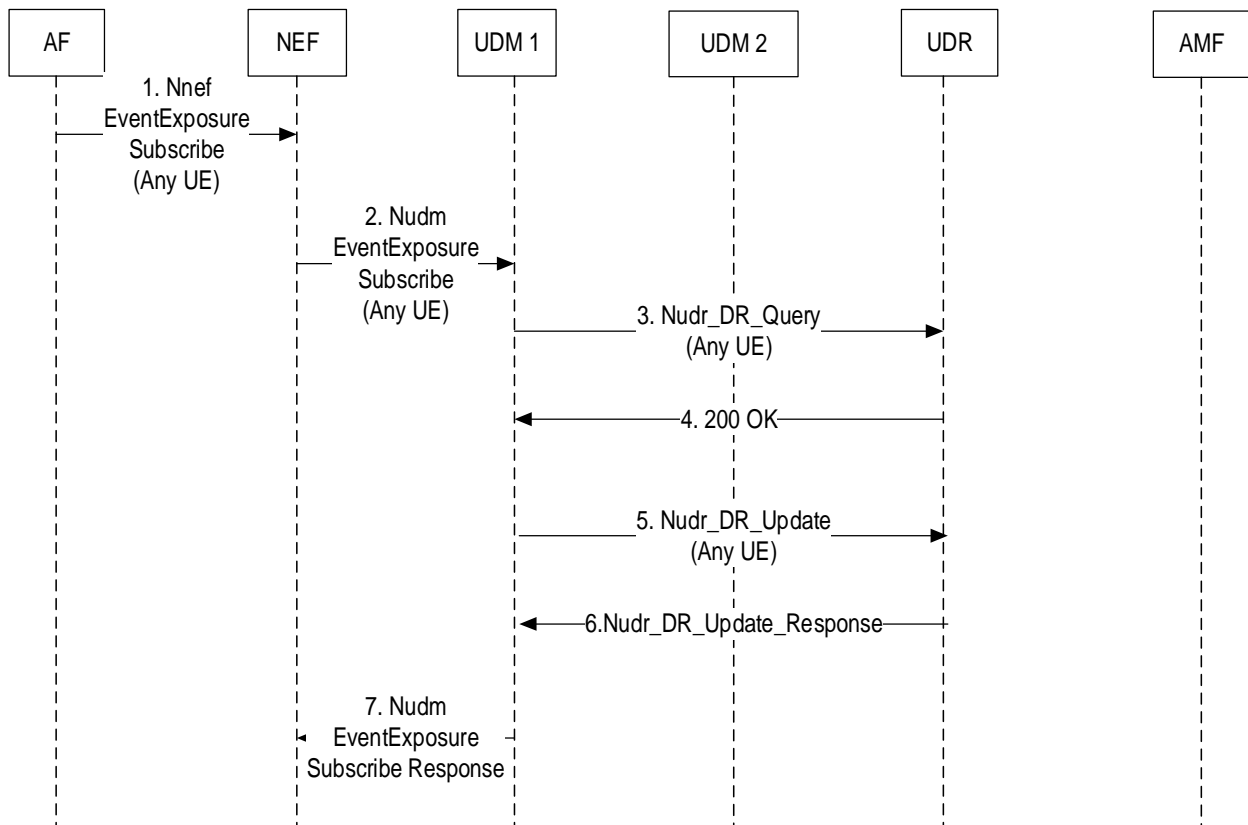 AF
NEF
UDM 1
UDM 2
UDR
AMF
1. Nnef
EventExposure
Subscribe
(Any UE)
2. Nudm
EventExposure
Subscribe
(Any UE)
3. Nudr_DR_Query
(Any UE)
4. 200 OK
5. Nudr_DR_Update
(Any UE)
6.Nudr_DR_Update_Response
7. Nudm
EventExposure
Subscribe Response